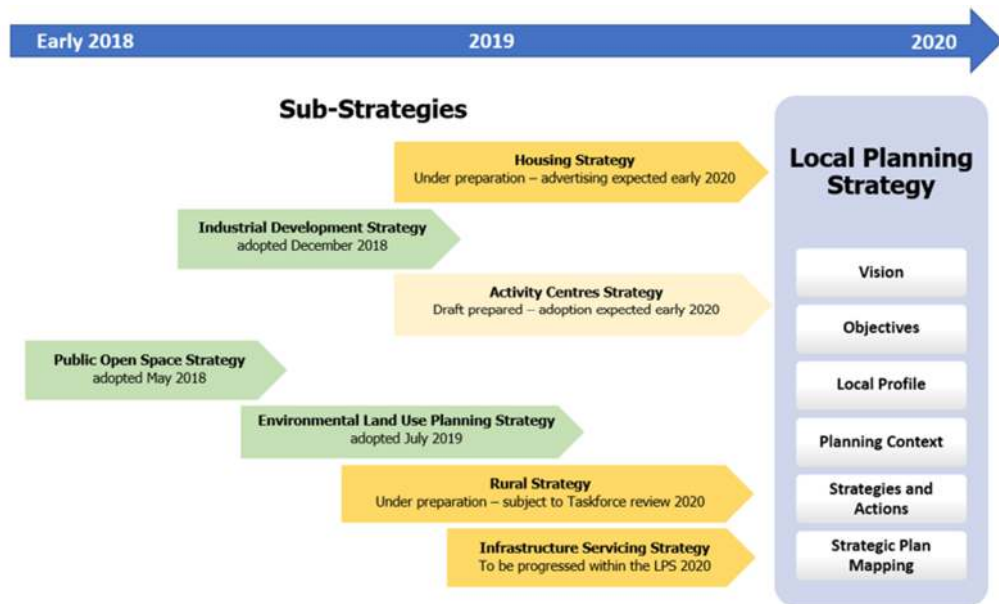 Early 2018
2019
2020
Sub-Strategies
Housing Strategy
Under preparation – advertising expected early 2020
Industrial Development Strategy
adopted December 2018
Activity Centres Strategy
Draft prepared – adoption expected early 2020
Public Open Space Strategy
adopted May 2018
Environmental Land Use Planning Strategy
adopted July 2019
Rural Strategy
Under preparation – subject to Taskforce review 2020
Infrastructure Servicing Strategy
To be progressed within the LPS 2020
Local Planning
Strategy
Vision
Objectives
Local Profile
Planning Context
Strategies and
Actions
Strategic Plan
Mapping